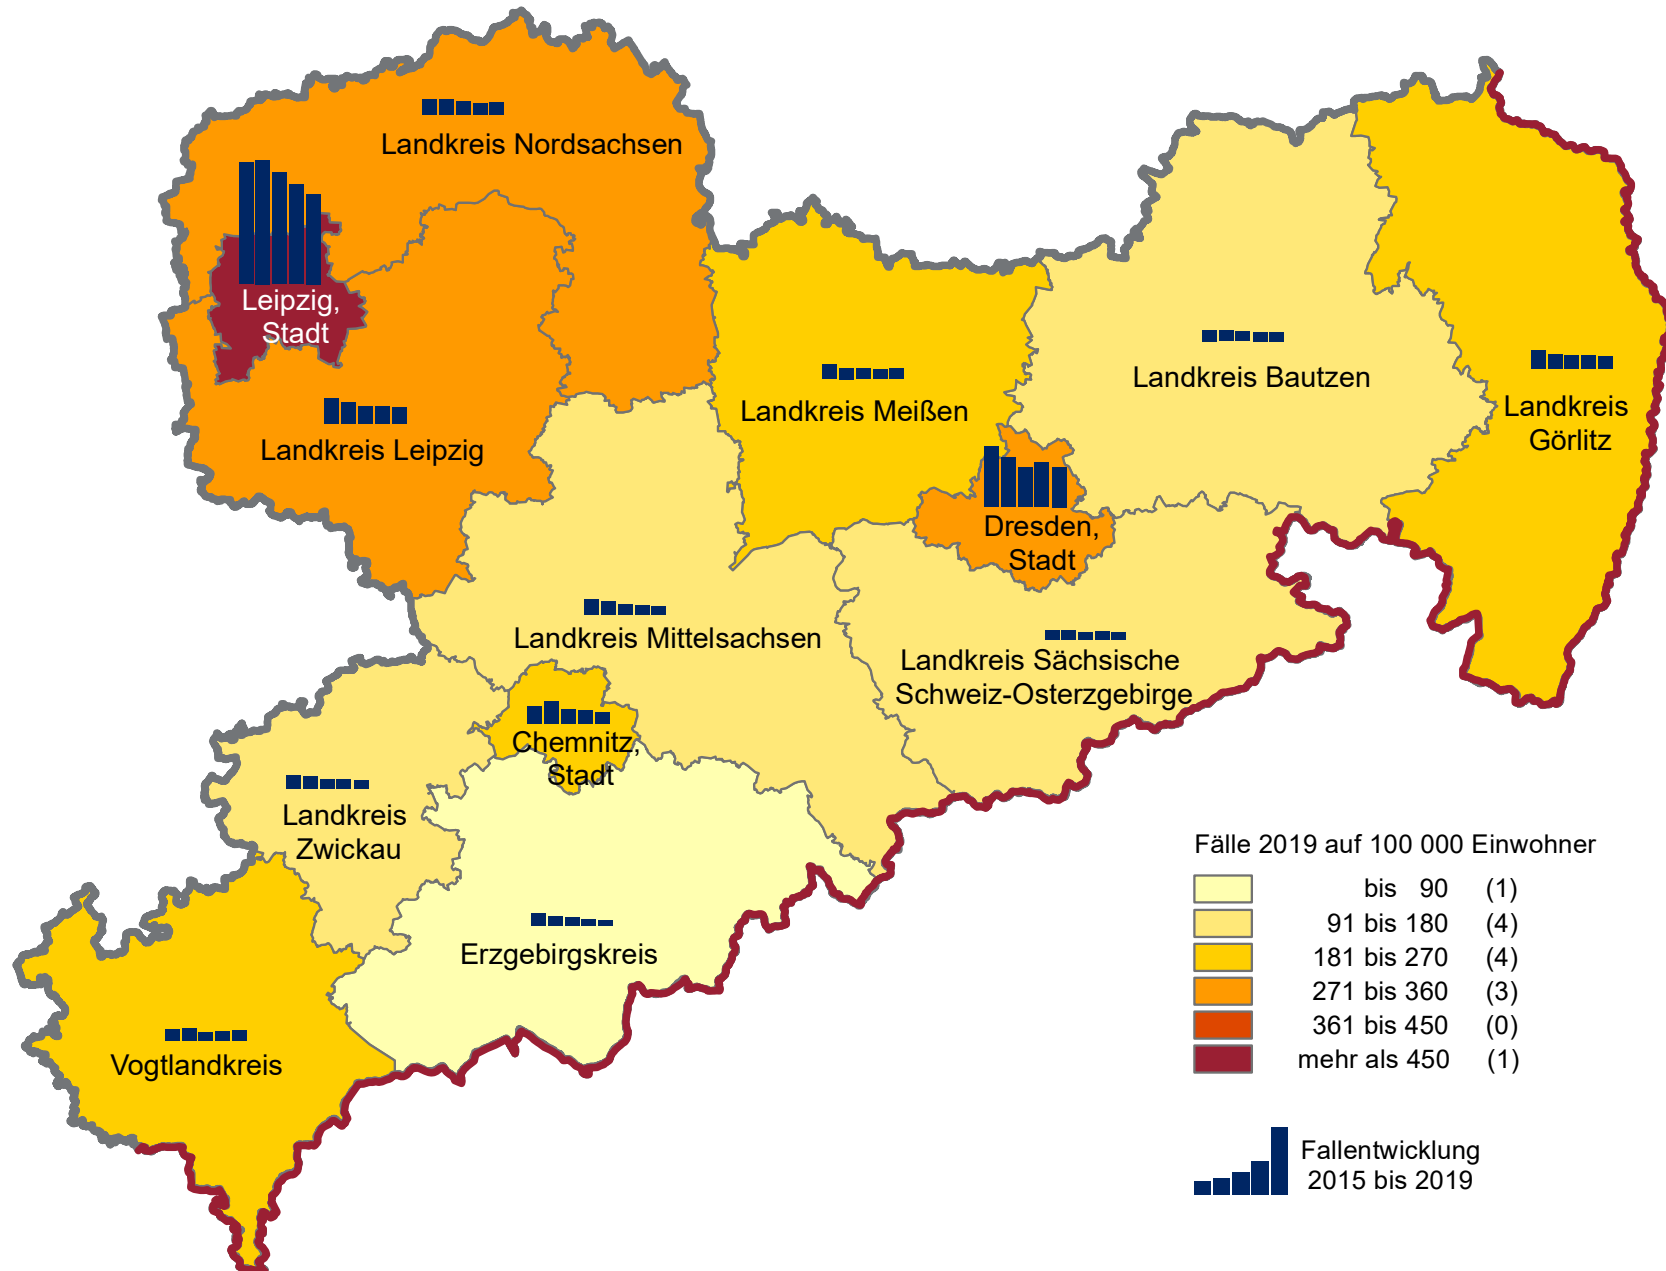 Landkreis Nordsachsen
Leipzig,
Stadt
Landkreis Leipzig
Landkreis Meißen
Landkreis Bautzen
Landkreis
Görlitz
Dresden,
Stadt
Landkreis Mittelsachsen
Landkreis Sächsische
Schweiz-Osterzgebirge
Chemnitz,
Stadt
Landkreis
Zwickau
Erzgebirgskreis
Vogtlandkreis
Fälle 2019 auf 100 000 Einwohner
bis 90 (1)
91 bis 180 (4)
181 bis 270 (4)
271 bis 360 (3)
361 bis 450 (0)
mehr als 450 (1)
Fallentwicklung
2015 bis 2019